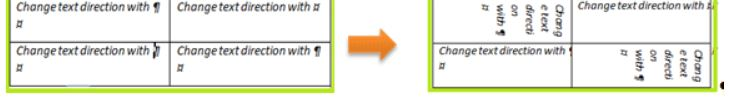 Change text direction with ¶
¤
Change text direction with ¤
Change text direction with ¶
¤
Change text direction with ¶
¤
Chang
e text
directi
on
with ¶
¤
Change text direction with
Change text direction with
¤
Chang
e text
directi
on
with ¶
¤